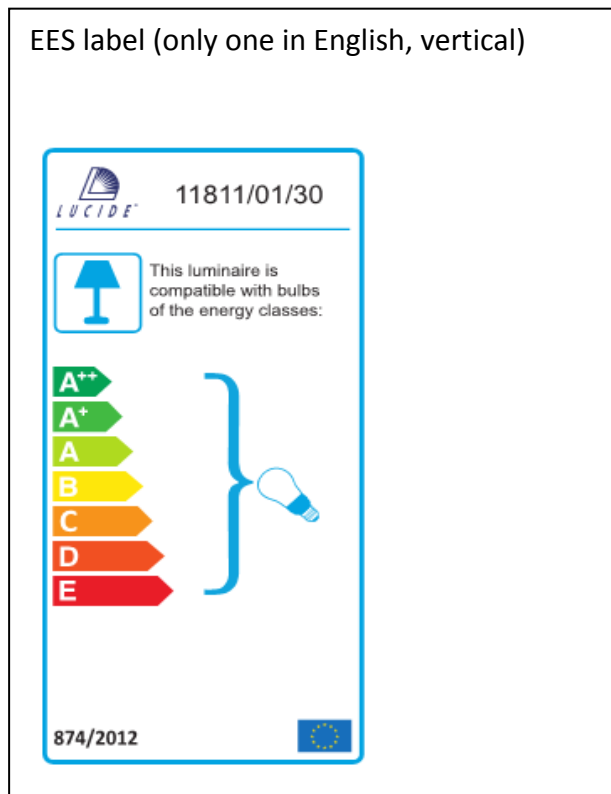 EES label (only one in English, vertical)
LUCIDE
11811/01/30
This luminaire is
compatible with bulbs
of the energy classes:
A++
A+
A
B
C
D
E
874/2012